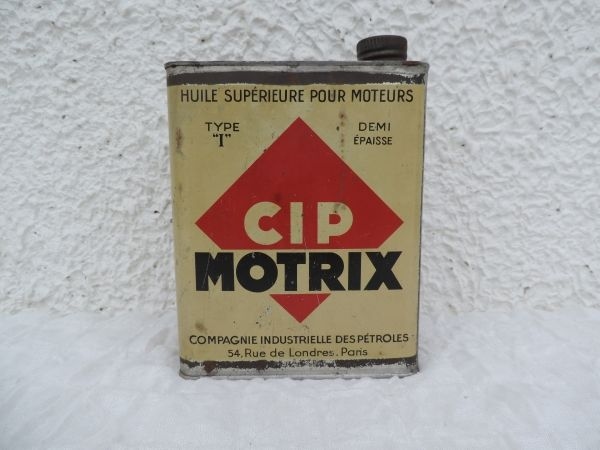 HUILE SUPÉRIEURE POUR MOTEURS
TYPE DEMI
"I" ÉPAISSE
CIP
MOTRIX
COMPAGNIE INDUSTRIELLE DES PÉTROLES
54, Rue de Londres. Paris